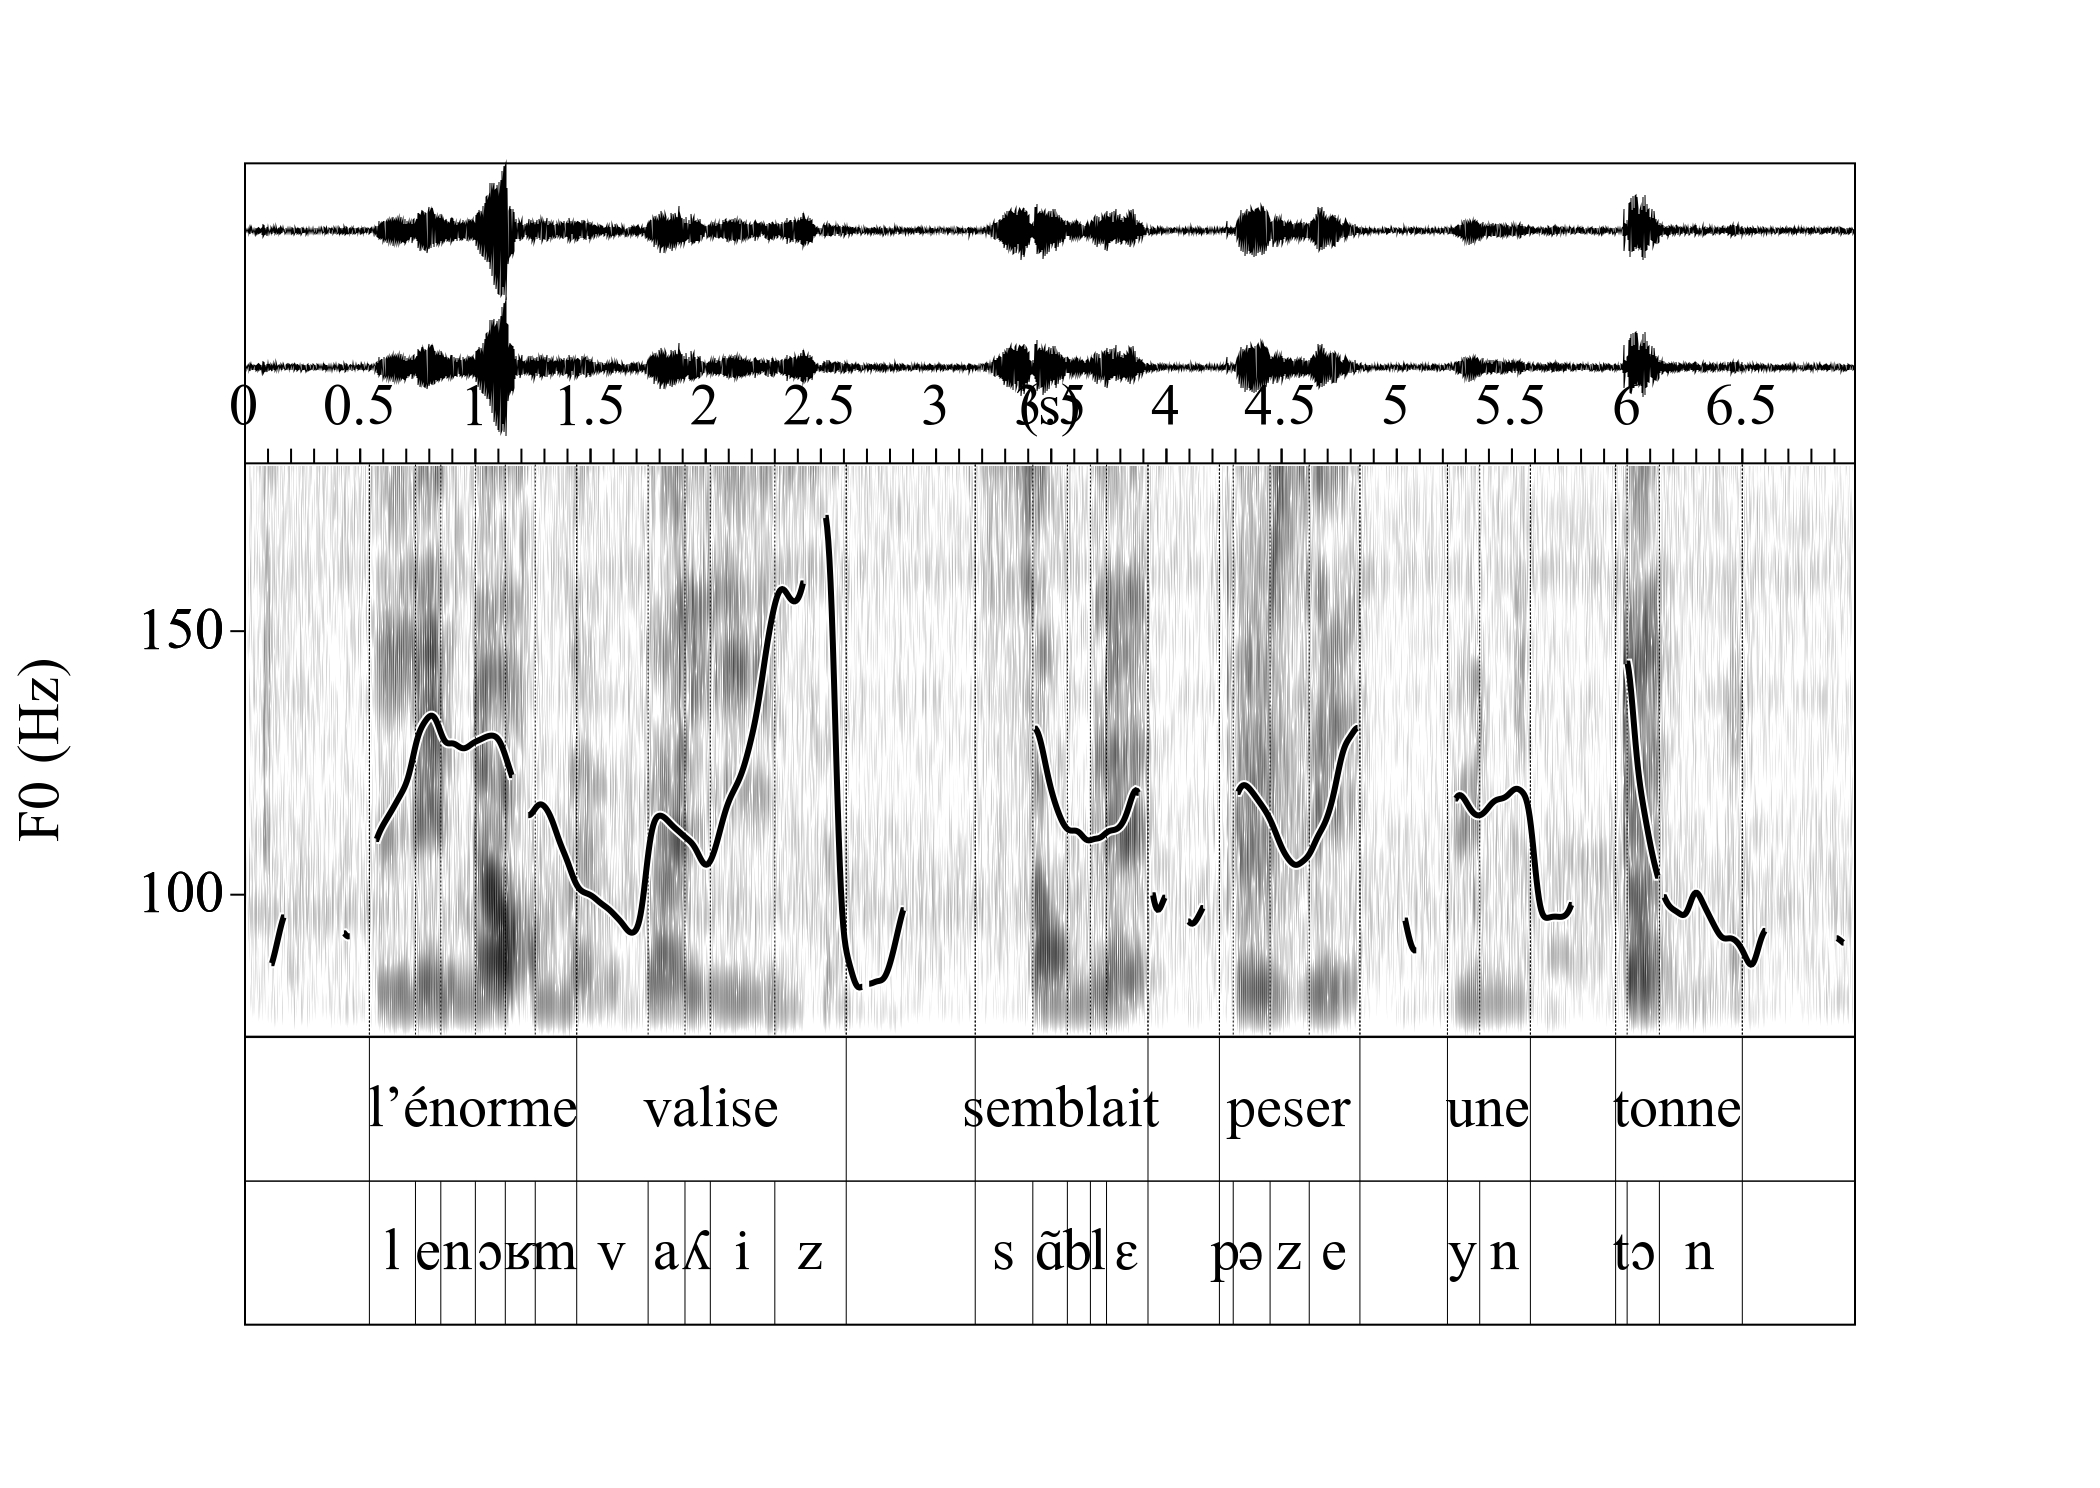 0 0.5 1 1.5 2 2.5 3 3.5 (s) 4 4.5 5 5.5 6 6.5
F0 (Hz)
150
100
l’énorme valise semblait peser une tonne
l e n ɔ ʁ m v a ʎ i z s ɑ̃ b l ɛ p ə z e y n t ɔ n